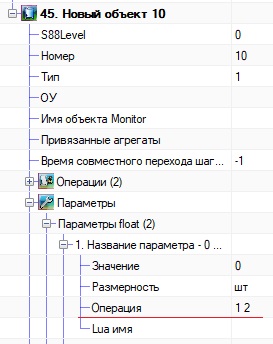 45. Новый объект 10
S88Level 0
Номер 10
Тип 1
ОУ
Имя объекта Monitor
Привязанные агрегаты
Время совместного перехода шаг... -1
Операции (2)
Параметры
Параметры float (2)
1. Название параметра - 0 ...
Значение 0
Размерность шт
Операция 1 2
Lua имя